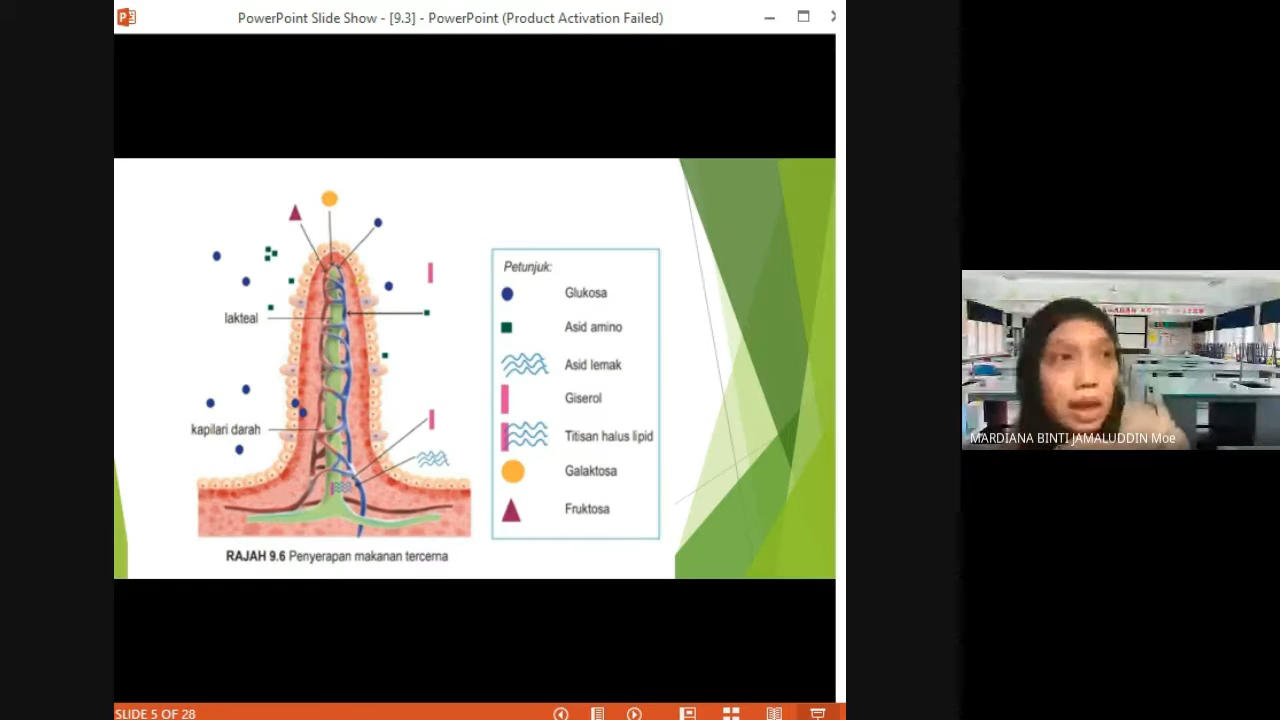 PowerPoint Slide Show - [9.3] - PowerPoint (Product Activation Failed)
lakteal
kapilari darah
Petunjuk:
Glukosa
Asid amino
Asid lemak
Giserol
Titisan halus lipid
Galaktosa
Fruktosa
RAJAH 9.6 Penyerapan makanan tercerna
MARDIANA BINTI JAMALUDDIN Moe
SLIDE 5 OF 28